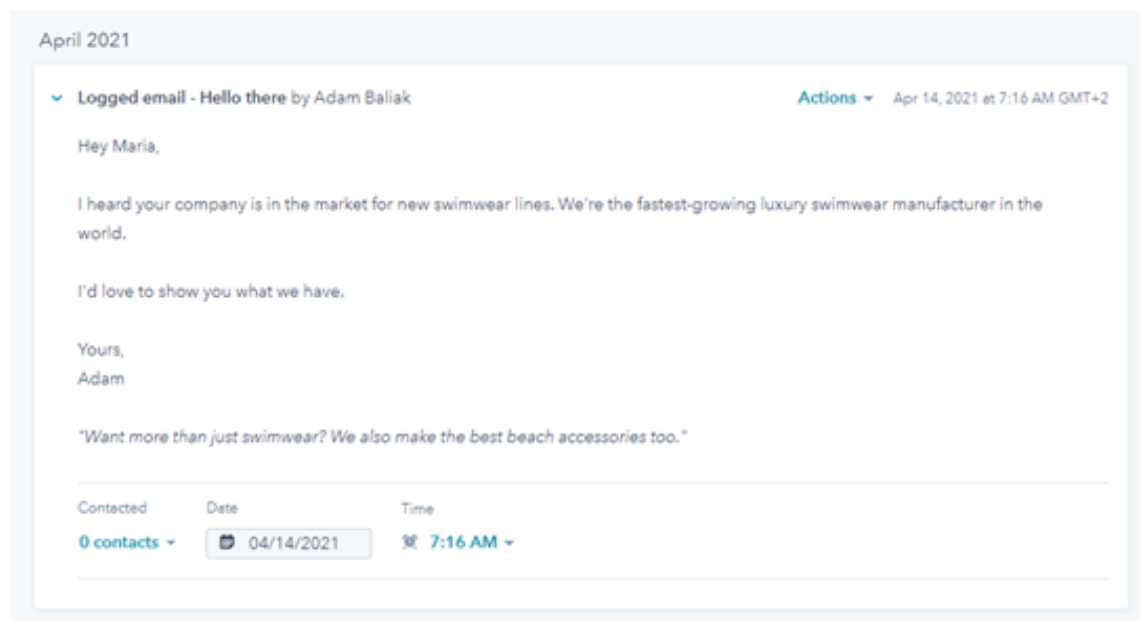 April 2021
Logged email - Hello there by Adam Baliak Actions Apr 14, 2021 at 7:16 AM GMT+2
Hey Maria,
I heard your company is in the market for new swimwear lines. We're the fastest-growing luxury swimwear manufacturer in the
world.
I'd love to show you what we have.
Yours,
Adam
"Want more than just swimwear? We also make the best beach accessories too."
Contacted Date Time
0 contacts 04/14/2021 7:16 AM